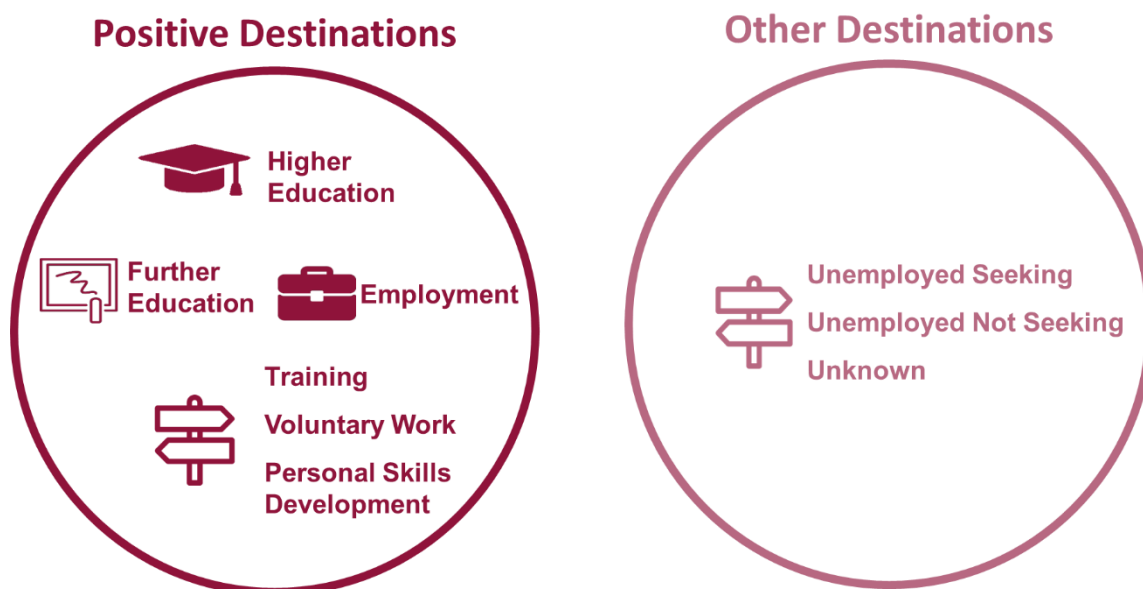 Positive Destinations
Higher
Education
Further
Education
Employment
Training
Voluntary Work
Personal Skills
Development
Other Destinations
Unemployed Seeking
Unemployed Not Seeking
Unknown